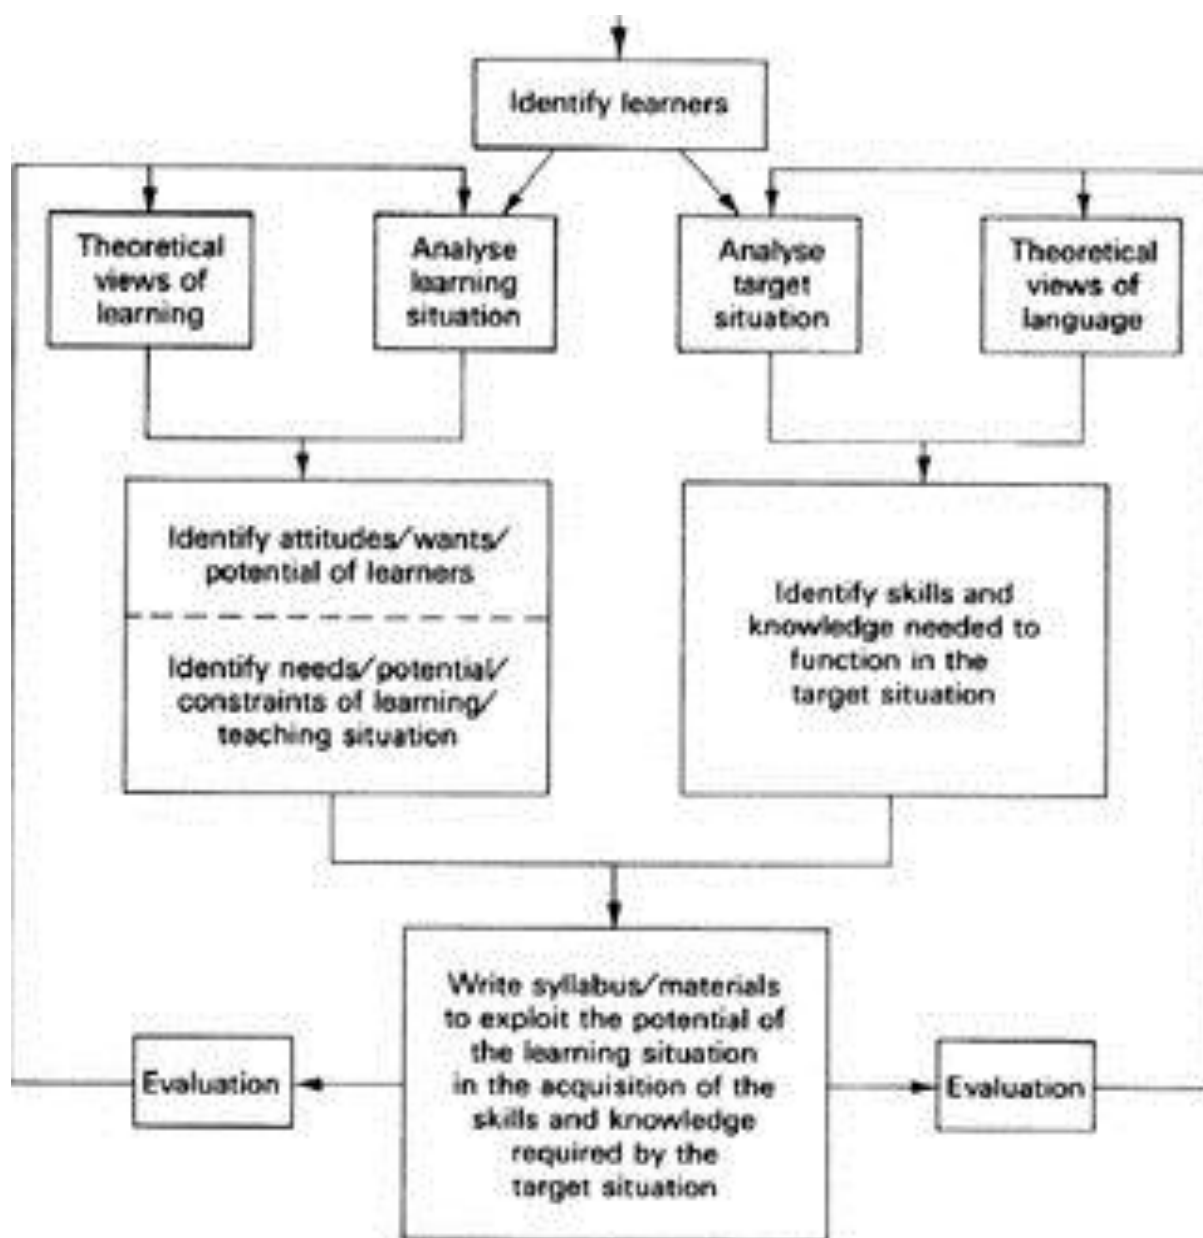 Identify learners
Theoretical
views of
learning
Analyse
learning
situation
Analyse
target
situation
Theoretical
views of
language
Identify attitudes/wants/
potential of learners
Identify needs/potential/
constraints of learning/
teaching situation
Identify skills and
knowledge needed to
function in the
target situation
Write syllabus/materials
to exploit the potential of
the learning situation
in the acquisition of the
skills and knowledge
required by the
target situation
Evaluation
Evaluation